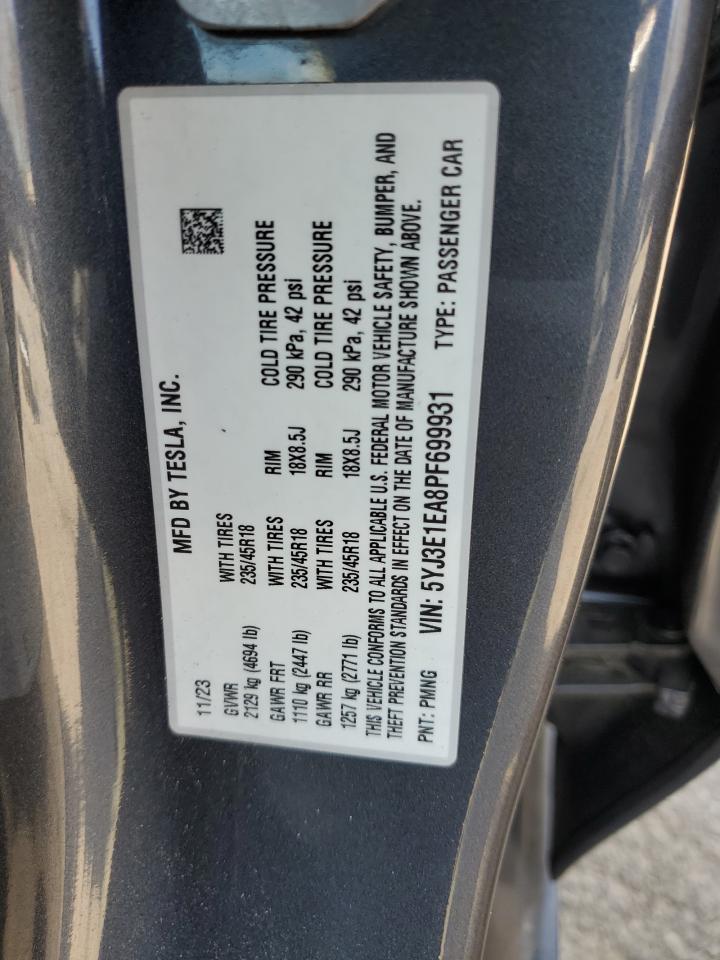 MFD BY TESLA, INC.
11/23
GVWR WITH TIRES
2129 kg (4694 lb) 235/45R18
GAWR FRT WITH TIRES RIM COLD TIRE PRESSURE
1110 kg (2447 lb) 235/45R18 18X8.5J 290 kPa, 42 psi
GAWR RR WITH TIRES RIM COLD TIRE PRESSURE
1257 kg (2771 lb) 235/45R18 18X8.5J 290 kPa, 42 psi
THIS VEHICLE CONFORMS TO ALL APPLICABLE U.S. FEDERAL MOTOR VEHICLE SAFETY, BUMPER, AND
THEFT PREVENTION STANDARDS IN EFFECT ON THE DATE OF MANUFACTURE SHOWN ABOVE.
PNT: PMNG VIN: 5YJ3E1EA8PF699931 TYPE: PASSENGER CAR